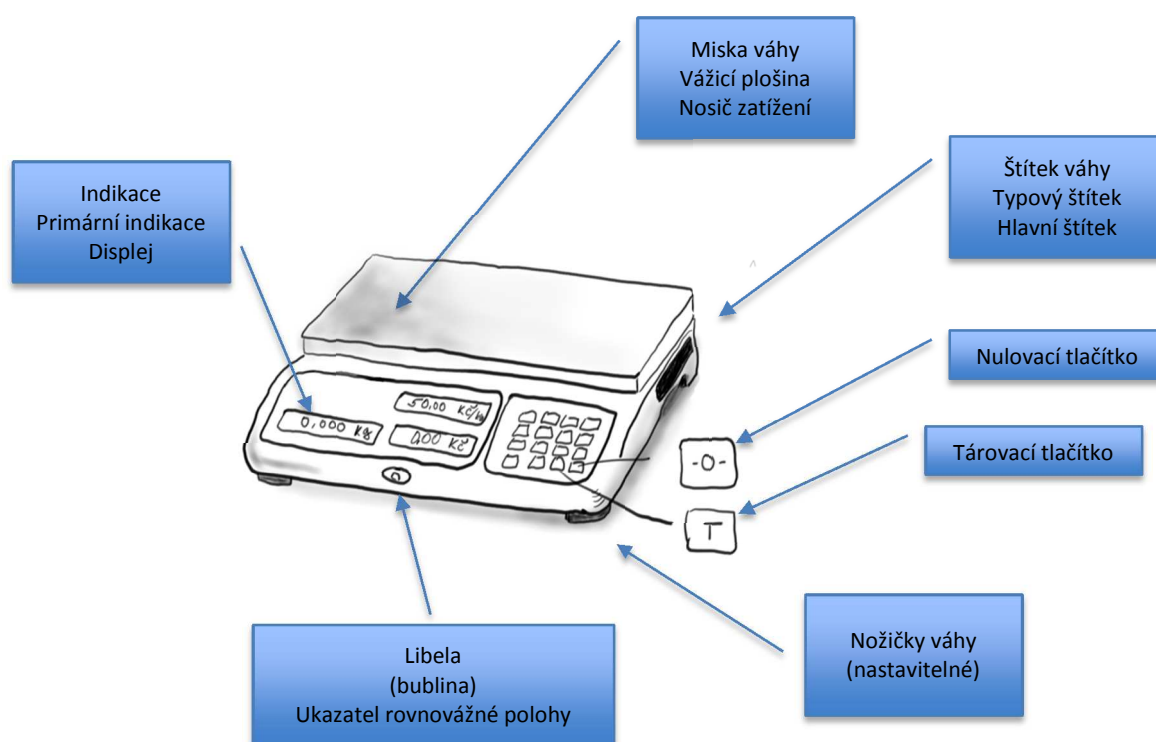 Miska váhy
Vážicí plošina
Nosič zatížení
Štítek váhy
Typový štítek
Hlavní štítek
Indikace
Primární indikace
Displej
Nulovací tlačítko
Tárovací tlačítko
50,00 Kč/kg
0,000 kg
0,00 Kč
-0-
T
Nožičky váhy
(nastavitelné)
Libela
(bublina)
Ukazatel rovnovážné polohy